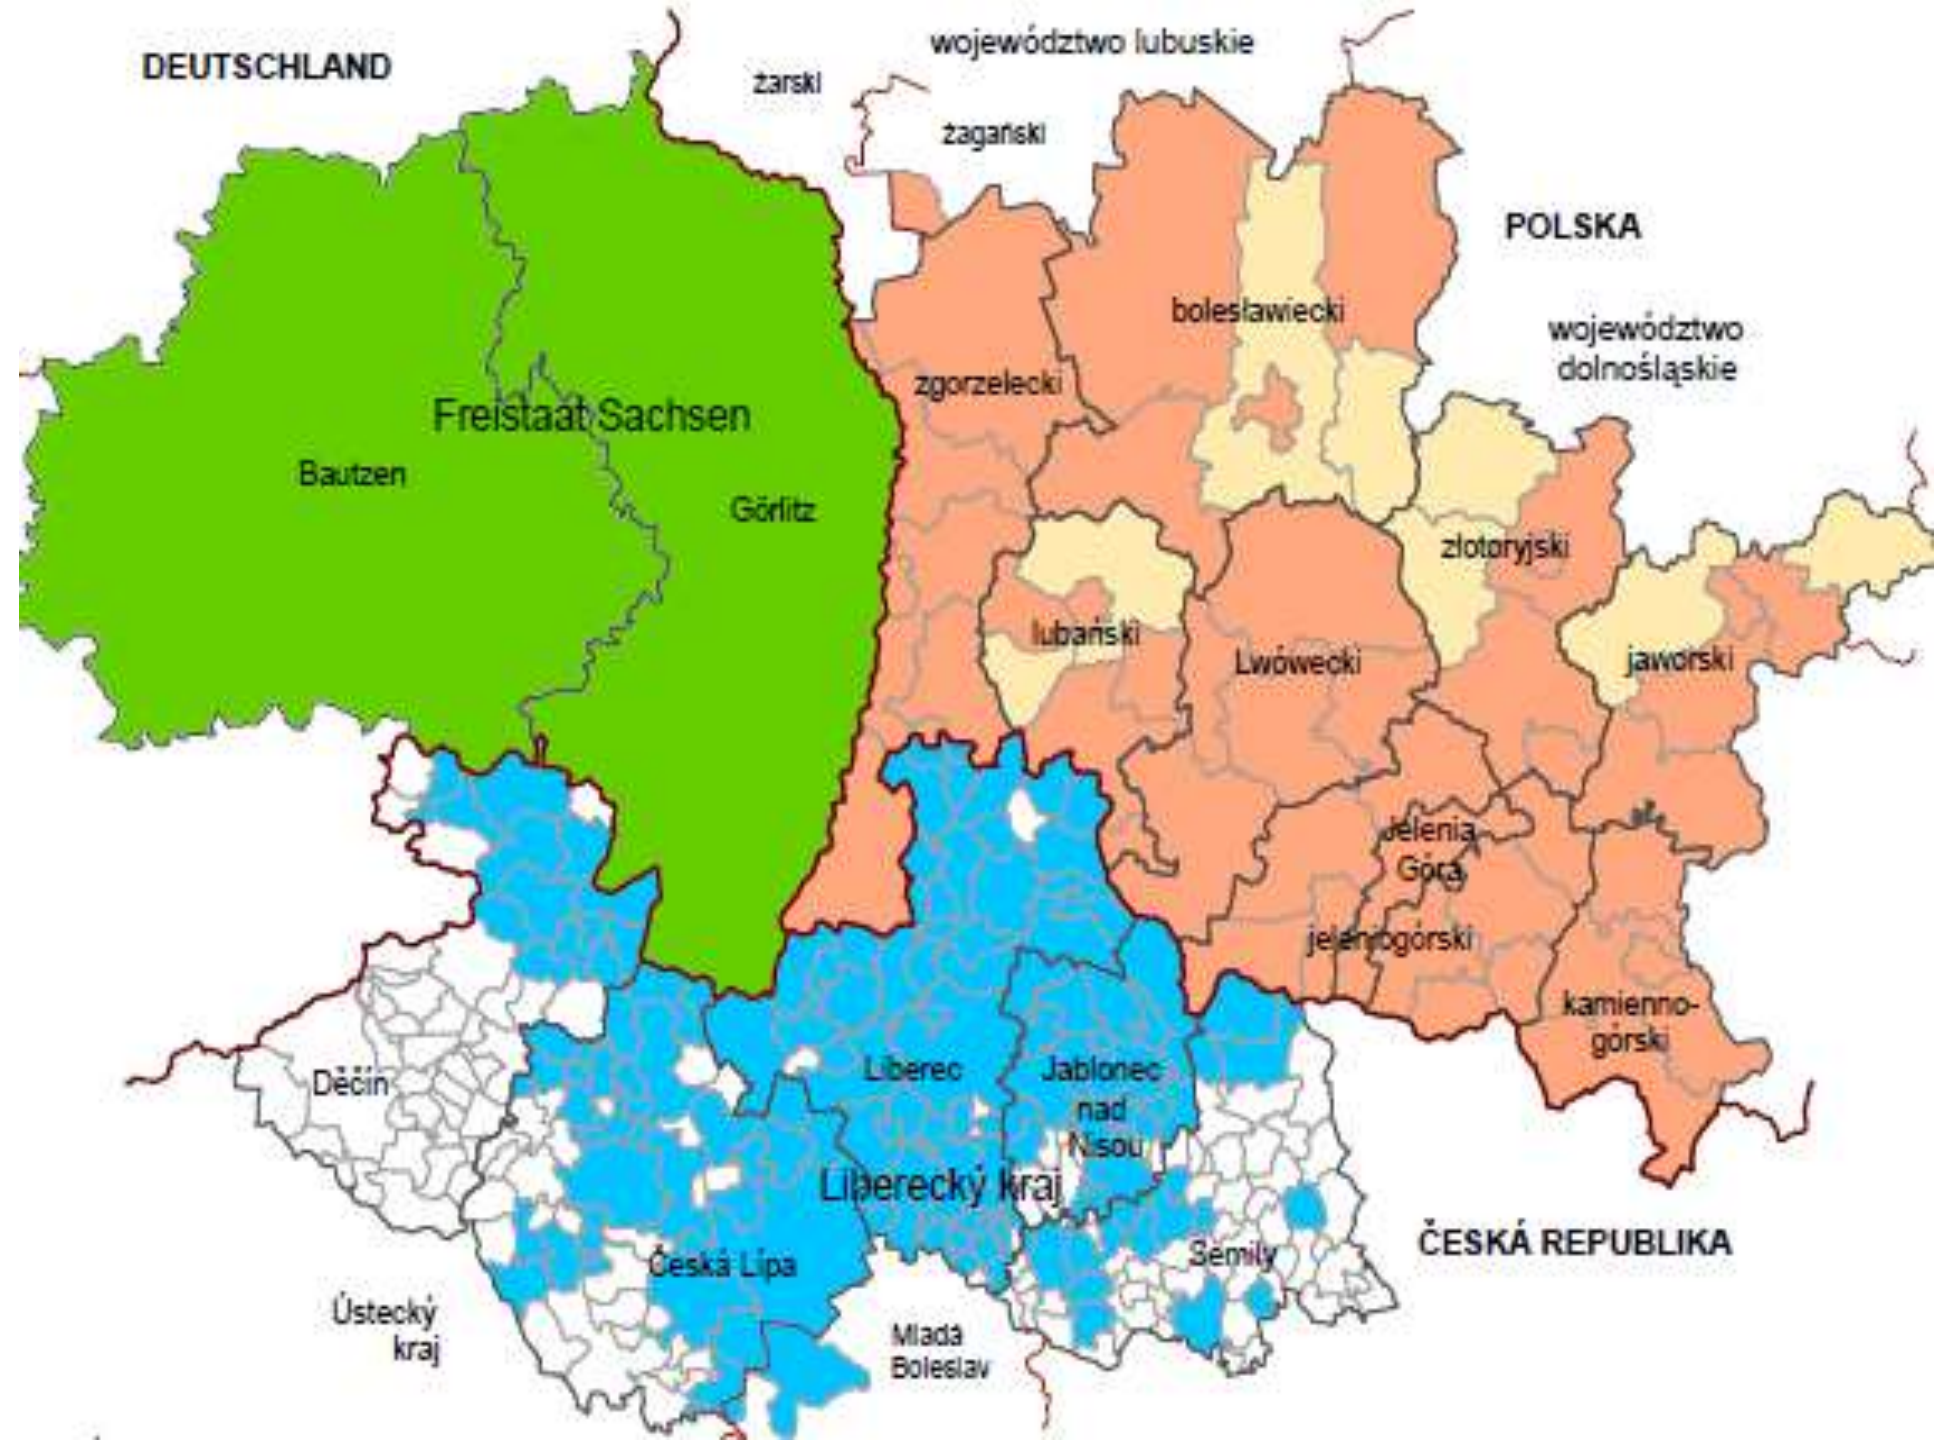 DEUTSCHLAND
województwo lubuskie
żarski
żagański
POLSKA
województwo
dolnośląskie
bolesławiecki
zgorzelecki
Freistaat Sachsen
Bautzen
Görlitz
złotoryjski
lubański
Lwówecki
jaworski
Jelenia
Góra
jeleniogórski
kamienno-
górski
Děčín
Liberec
Jablonec
nad
Nisou
Liberecký kraj
Česká Lípa
Semily
ČESKÁ REPUBLIKA
Ústecký
kraj
Mladá
Boleslav